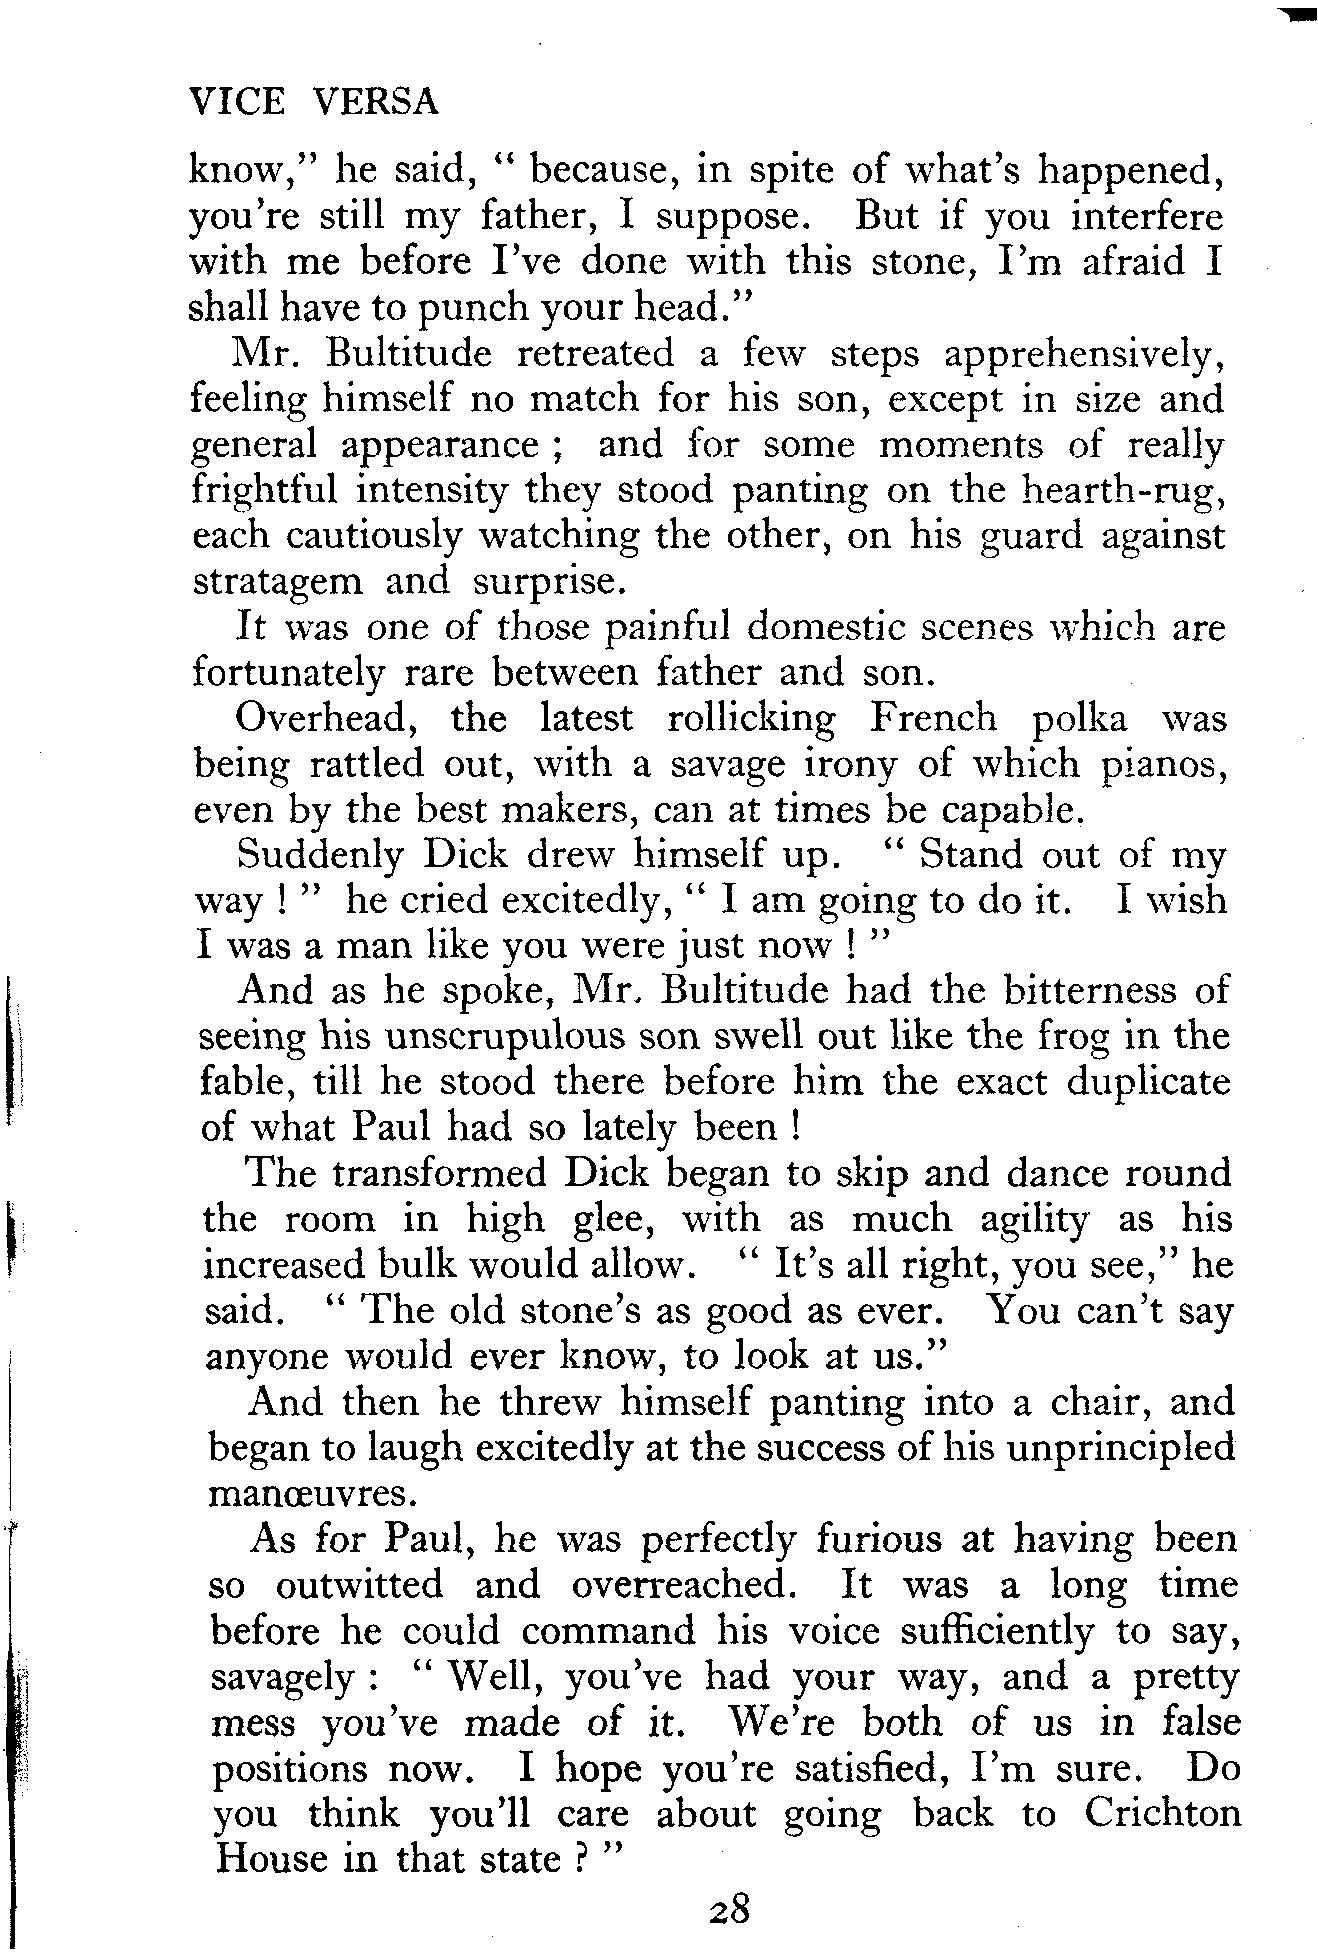 VICE VERSA
know," he said, " because, in spite of what's happened,
you're still my father, I suppose. But if you interfere
with me before I've done with this stone, I'm afraid I
shall have to punch your head."
Mr. Bultitude retreated a few steps apprehensively,
feeling himself no match for his son, except in size and
general appearance ; and for some moments of really
frightful intensity they stood panting on the hearth-rug,
each cautiously watching the other, on his guard against
stratagem and surprise.
It was one of those painful domestic scenes which are
fortunately rare between father and son.
Overhead, the latest rollicking French polka was
being rattled out, with a savage irony of which pianos,
even by the best makers, can at times be capable.
Suddenly Dick drew himself up. " Stand out of my
way ! " he cried excitedly, " I am going to do it. I wish
I was a man like you were just now ! "
And as he spoke, Mr. Bultitude had the bitterness of
seeing his unscrupulous son swell out like the frog in the
fable, till he stood there before him the exact duplicate
of what Paul had so lately been !
The transformed Dick began to skip and dance round
the room in high glee, with as much agility as his
increased bulk would allow. " It's all right, you see," he
said. " The old stone's as good as ever. You can't say
anyone would ever know, to look at us."
And then he threw himself panting into a chair, and
began to laugh excitedly at the success of his unprincipled
manœuvres.
As for Paul, he was perfectly furious at having been
so outwitted and overreached. It was a long time
before he could command his voice sufficiently to say,
savagely : " Well, you've had your way, and a pretty
mess you've made of it. We're both of us in false
positions now. I hope you're satisfied, I'm sure. Do
you think you'll care about going back to Crichton
House in that state ? "
28